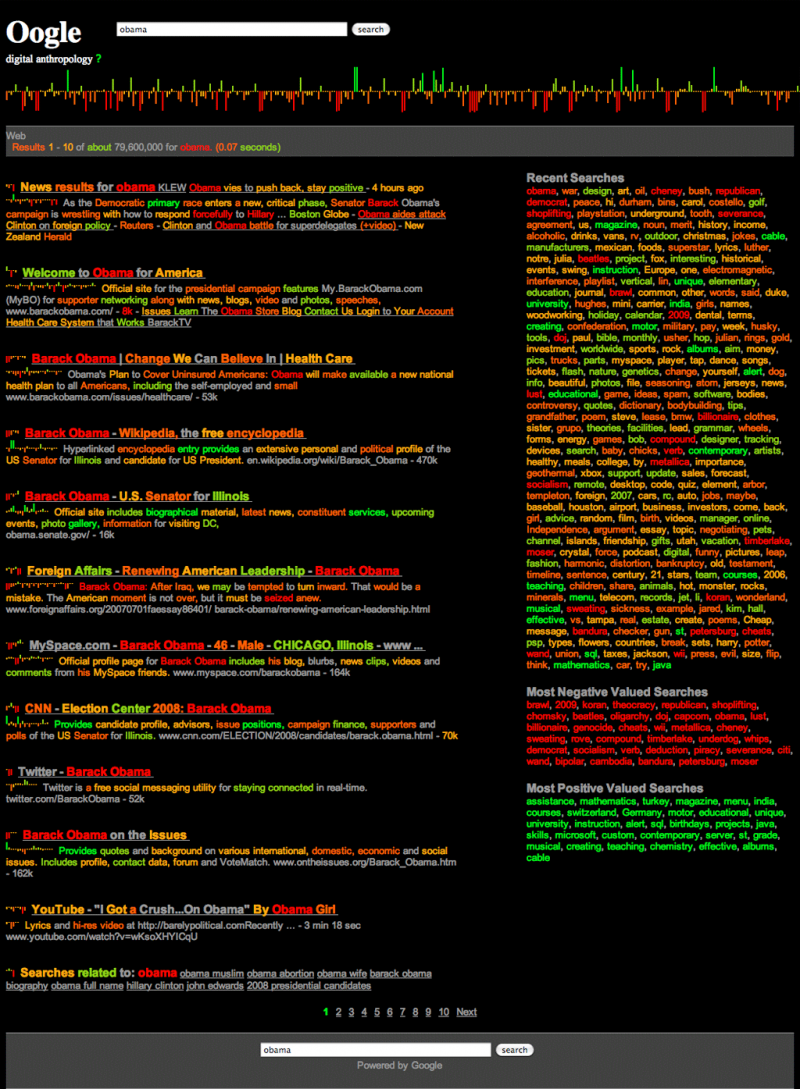 Oogle
obama
search
digital anthropology ?
Web
Results 1 - 10 of about 79,600,000 for obama. (0.07 seconds)
News results for obama KLEW Obama vies to push back, stay positive - 4 hours ago
As the Democratic primary race enters a new, critical phase, Senator Barack Obama's
campaign is wrestling with how to respond forcefully to Hillary ... Boston Globe - Obama aides attack
Clinton on foreign policy - Reuters - Clinton and Obama battle for superdelegates (+video) - New
Zealand Herald
Welcome to Obama for America
Official site for the presidential campaign features My.BarackObama.com
(MyBO) for supporter networking along with news, blogs, video and photos, speeches,
www.barackobama.com/ - 8k - Issues Learn The Obama Store Blog Contact Us Login to Your Account
Health Care System that Works BarackTV
Barack Obama | Change We Can Believe In | Health Care
Obama's Plan to Cover Uninsured Americans: Obama will make available a new national
health plan to all Americans, including the self-employed and small
www.barackobama.com/issues/healthcare/ - 53k
Barack Obama - Wikipedia, the free encyclopedia
Hyperlinked encyclopedia entry provides an extensive personal and political profile of the
US Senator for Illinois and candidate for US President. en.wikipedia.org/wiki/Barack_Obama - 470k
Barack Obama - U.S. Senator for Illinois
Official site includes biographical material, latest news, constituent services, upcoming
events, photo gallery, information for visiting DC,
obama.senate.gov/ - 16k
Foreign Affairs - Renewing American Leadership - Barack Obama
Barack Obama: After Iraq, we may be tempted to turn inward. That would be a
mistake. The American moment is not over, but it must be seized anew.
www.foreignaffairs.org/20070701faessay86401/ barack-obama/renewing-american-leadership.html
MySpace.com - Barack Obama - 46 - Male - CHICAGO, Illinois - www ...
Official profile page for Barack Obama includes his blog, blurbs, news clips, videos and
comments from his MySpace friends. www.myspace.com/barackobama - 164k
CNN - Election Center 2008: Barack Obama
Provides candidate profile, advisors, issue positions, campaign finance, supporters and
polls of the US Senator for Illinois. www.cnn.com/ELECTION/2008/candidates/barack.obama.html - 70k
Twitter - Barack Obama
Twitter is a free social messaging utility for staying connected in real-time.
twitter.com/BarackObama - 52k
Barack Obama on the Issues
Provides quotes and background on various international, domestic, economic and social
issues. Includes profile, contact data, forum and VoteMatch. www.ontheissues.org/Barack_Obama.htm
- 162k
YouTube - "I Got a Crush...On Obama" By Obama Girl
Lyrics and hi-res video at http://barelypolitical.comRecently ... - 3 min 18 sec
www.youtube.com/watch?v=wKsoXHYICqU
Searches related to: obama obama muslim obama abortion obama wife barack obama
biography obama full name hillary clinton john edwards 2008 presidential candidates
Recent Searches
obama, war, design, art, oil, cheney, bush, republican,
democrat, peace, hi, durham, bins, carol, costello, golf,
shoplifting, playstation, underground, tooth, severance,
agreement, us, magazine, noun, merit, history, income,
alcoholic, drinks, vans, rv, outdoor, christmas, jokes, cable,
manufacturers, mexican, foods, superstar, lyrics, luther,
notre, julia, beatles, project, fox, interesting, historical,
events, swing, instruction, Europe, one, electromagnetic,
interference, playlist, vertical, lin, unique, elementary,
education, journal, brawl, common, other, words, said, duke,
university, hughes, mini, carrier, india, girls, names,
woodworking, holiday, calendar, 2009, dental, terms,
creating, confederation, motor, military, pay, week, husky,
tools, doj, paul, bible, monthly, usher, hop, julian, rings, gold,
investment, worldwide, sports, rock, albums, aim, money,
pics, trucks, parts, myspace, player, tap, dance, songs,
tickets, flash, nature, genetics, change, yourself, alert, dog,
info, beautiful, photos, file, seasoning, atom, jerseys, news,
lust, educational, game, ideas, spam, software, bodies,
controversy, quotes, dictionary, bodybuilding, tips,
grandfather, poem, steve, lease, bmw, billionaire, clothes,
sister, grupo, theories, facilities, lead, grammar, wheels,
forms, energy, games, bob, compound, designer, tracking,
devices, search, baby, chicks, verb, contemporary, artists,
healthy, meals, college, by, metallica, importance,
geothermal, xbox, support, update, sales, forecast,
socialism, remote, desktop, code, quiz, element, arbor,
templeton, foreign, 2007, cars, rc, auto, jobs, maybe,
baseball, airport, business, investors, come, back,
girl, advice, random, film, birth, videos, manager, online,
Independence, argument, essay, topic, negotiating, pets,
channel, islands, friendship, gifts, utah, vacation, timberlake,
moser, crystal, force, podcast, digital, funny, pictures, leap,
fashion, harmonic, distortion, bankruptcy, old, testament,
timeline, sentence, century, 21, stars, team, courses, 2006,
teaching, children, share, animals, hot, monster, rocks,
minerals, menu, telecom, records, jet, li, koran, wonderland,
musical, sweating, sickness, example, jared, kim, hall,
effective, vs, tampa, real, estate, create, poems, Cheap,
message, bandura, checker, gun, st, petersburg, cheats,
psp, types, flowers, countries, break, sets, harry, potter,
wand, union, sql, taxes, jackson, wii, press, evil, size, flip,
think, mathematics, car, try, java
Most Negative Valued Searches
brawl, 2009, koran, theocracy, republican, shoplifting,
chomsky, beatles, oligarchy, doj, capcom, obama, lust,
billionaire, genocide, cheats, wii, metallica, cheney,
sweating, rove, compound, timberlake, underdog, whips,
democrat, socialism, verb, deduction, piracy, severance, citi,
wand, bipolar, cambodia, bandura, petersburg, moser
Most Positive Valued Searches
assistance, mathematics, turkey, magazine, menu, india,
courses, switzerland, Germany, motor, educational, unique,
university, instruction, alert, sql, birthdays, projects, java,
skills, microsoft, custom, contemporary, server, st, grade,
musical, creating, teaching, chemistry, effective, albums,
cable
1 2 3 4 5 6 7 8 9 10 Next
obama
search
Powered by Google